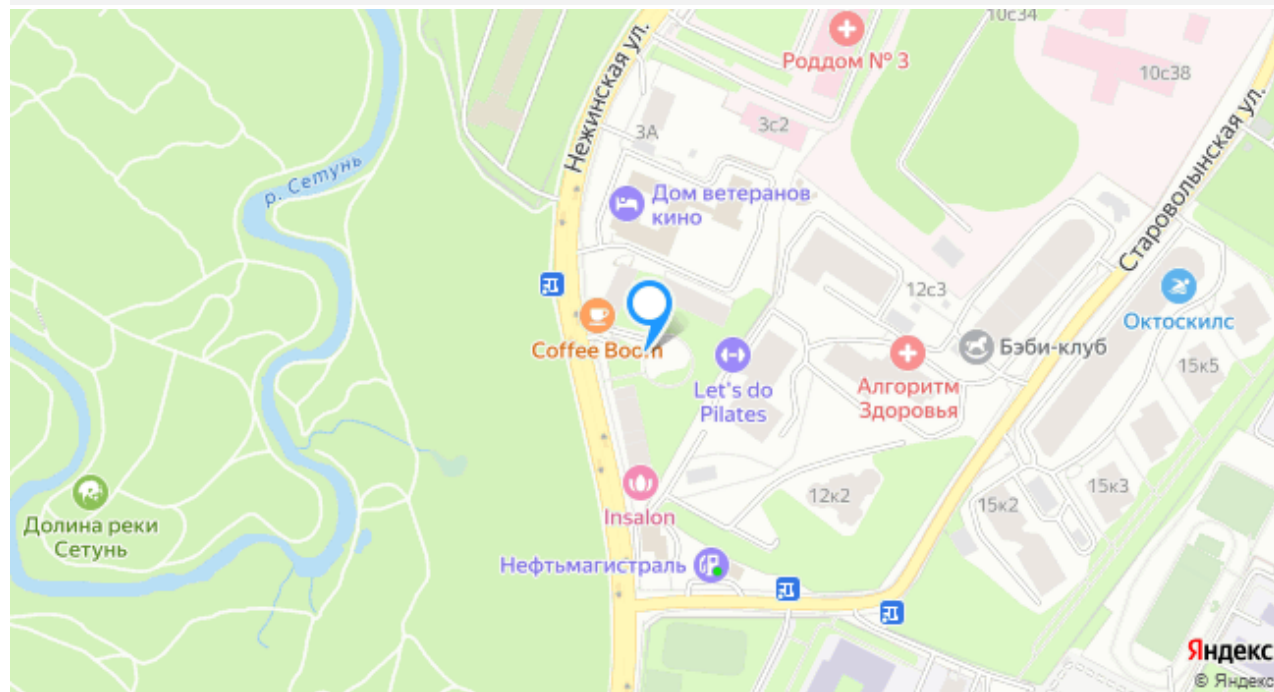 10с34
Роддом № 3
10с38
Нежинская ул.
3А
3с2
Старовольнская ул.
р. Сетунь
Дом ветеранов
кино
12с3
Октоскилс
Coffee Boom
Бэби-клуб
15к5
Let's do
Pilates
Алгоритм
Здоровья
Долина реки
Сетунь
12к2
15к3
15к2
Insalon
Нефтьмагистраль
Яндекс
© Яндекс